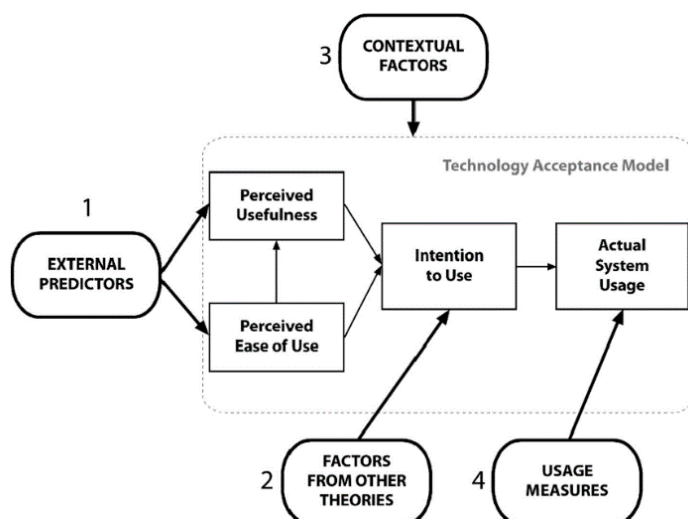 3
CONTEXTUAL
FACTORS
Technology Acceptance Model
1
EXTERNAL
PREDICTORS
Perceived
Usefulness
Perceived
Ease of Use
Intention
to Use
Actual
System
Usage
2
FACTORS
FROM OTHER
THEORIES
4
USAGE
MEASURES